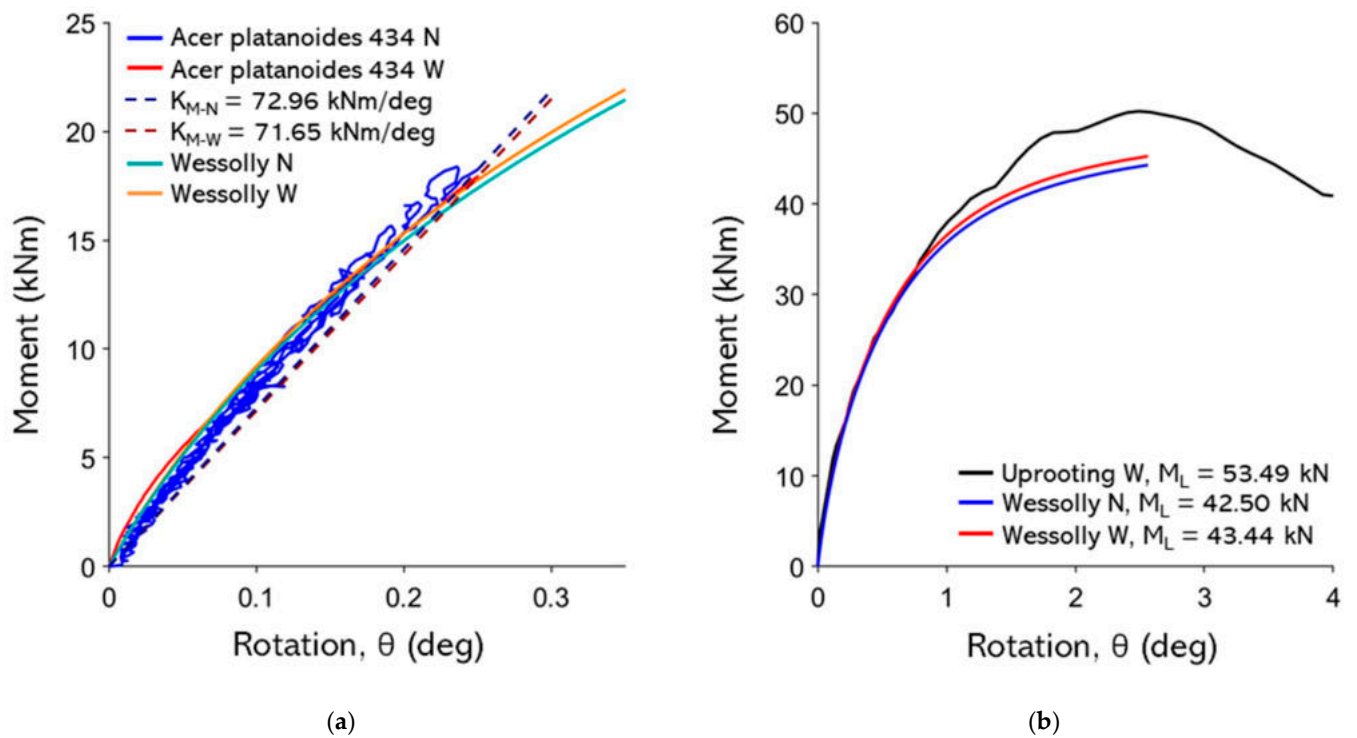 25
20
15
10
5
0
Moment (kNm)
Acer platanoides 434 N
Acer platanoides 434 W
K_M-N = 72.96 kNm/deg
K_M-W = 71.65 kNm/deg
Wessolly N
Wessolly W
0 0.1 0.2 0.3
Rotation, θ (deg)
(a)
60
50
40
30
20
10
0
Moment (kNm)
Uprooting W, M_L = 53.49 kN
Wessolly N, M_L = 42.50 kN
Wessolly W, M_L = 43.44 kN
0 1 2 3 4
Rotation, θ (deg)
(b)